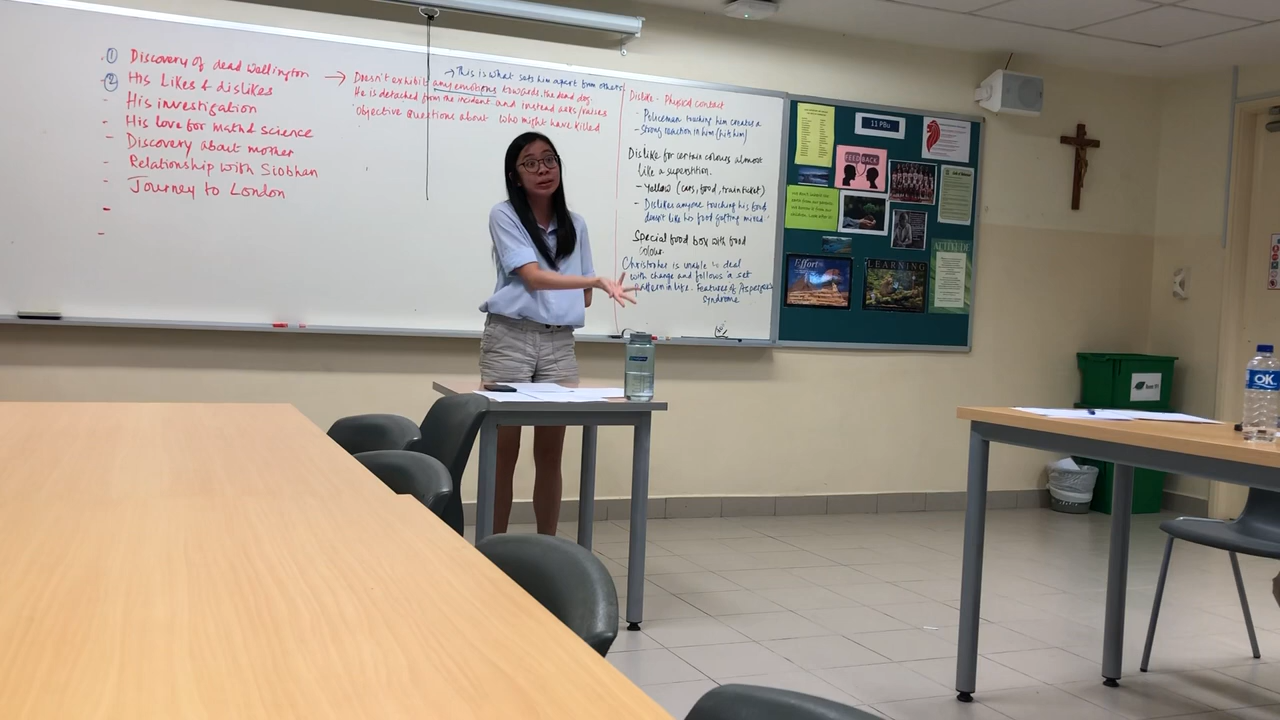 ① Discovery of dead Wellington
② His Likes & dislikes
- His investigation
- His love for math & science
- Discovery about mother
- Relationship with Siobhan
- Journey to London
-
-
→ This is what sets him apart from others.
→ Doesn't exhibit any emotions towards the dead dog.
He is detached from the incident and instead asks/raises
objective questions about who might have killed
Dislike - Physical contact
- Policeman touching him creates a
- strong reaction in him (hit him)
Dislike for certain colours almost
like a superstition.
- Yellow (cars, food, train ticket)
- Dislikes anyone touching his food
doesn't like his food getting mixed
Special food box with food
colour.
Christopher is unable to deal
with change and follows a set
pattern in life. Features of Asperger's
Syndrome.
11 PBu
FEEDBACK
Effort
LEARNING
ATTITUDE
OK